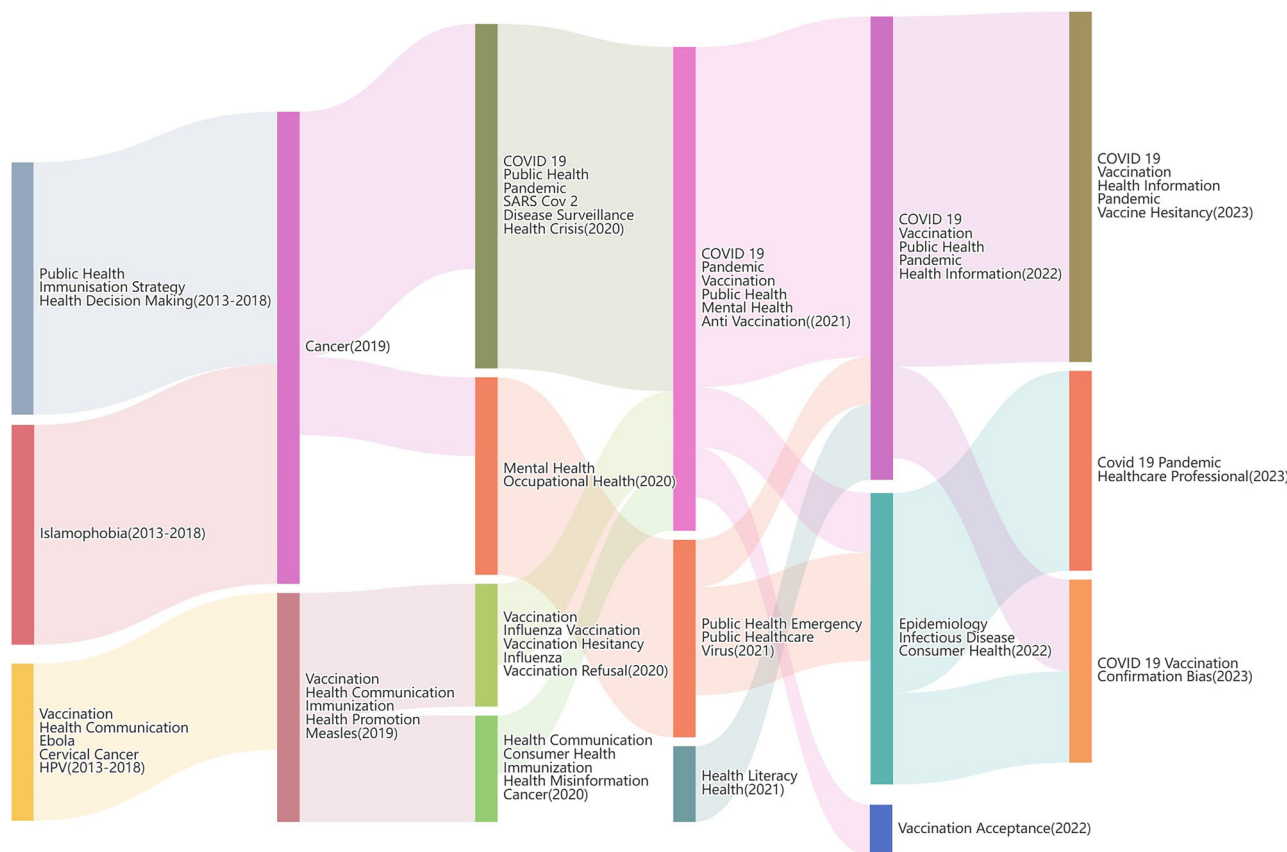 Public Health
Immunisation Strategy
Health Decision Making(2013-2018)
Islamophobia(2013-2018)
Vaccination
Health Communication
Ebola
Cervical Cancer
HPV(2013-2018)
Cancer(2019)
Vaccination
Health Communication
Immunization
Health Promotion
Measles(2019)
COVID 19
Public Health
Pandemic
SARS Cov 2
Disease Surveillance
Health Crisis(2020)
Mental Health
Occupational Health(2020)
Vaccination
Influenza Vaccination
Vaccination Hesitancy
Influenza
Vaccination Refusal(2020)
Health Communication
Consumer Health
Immunization
Health Misinformation
Cancer(2020)
COVID 19
Pandemic
Vaccination
Public Health
Mental Health
Anti Vaccination((2021)
Public Health Emergency
Public Healthcare
Virus(2021)
Health Literacy
Health(2021)
COVID 19
Vaccination
Public Health
Pandemic
Health Information(2022)
Epidemiology
Infectious Disease
Consumer Health(2022)
Vaccination Acceptance(2022)
COVID 19
Vaccination
Health Information
Pandemic
Vaccine Hesitancy(2023)
Covid 19 Pandemic
Healthcare Professional(2023)
COVID 19 Vaccination
Confirmation Bias(2023)